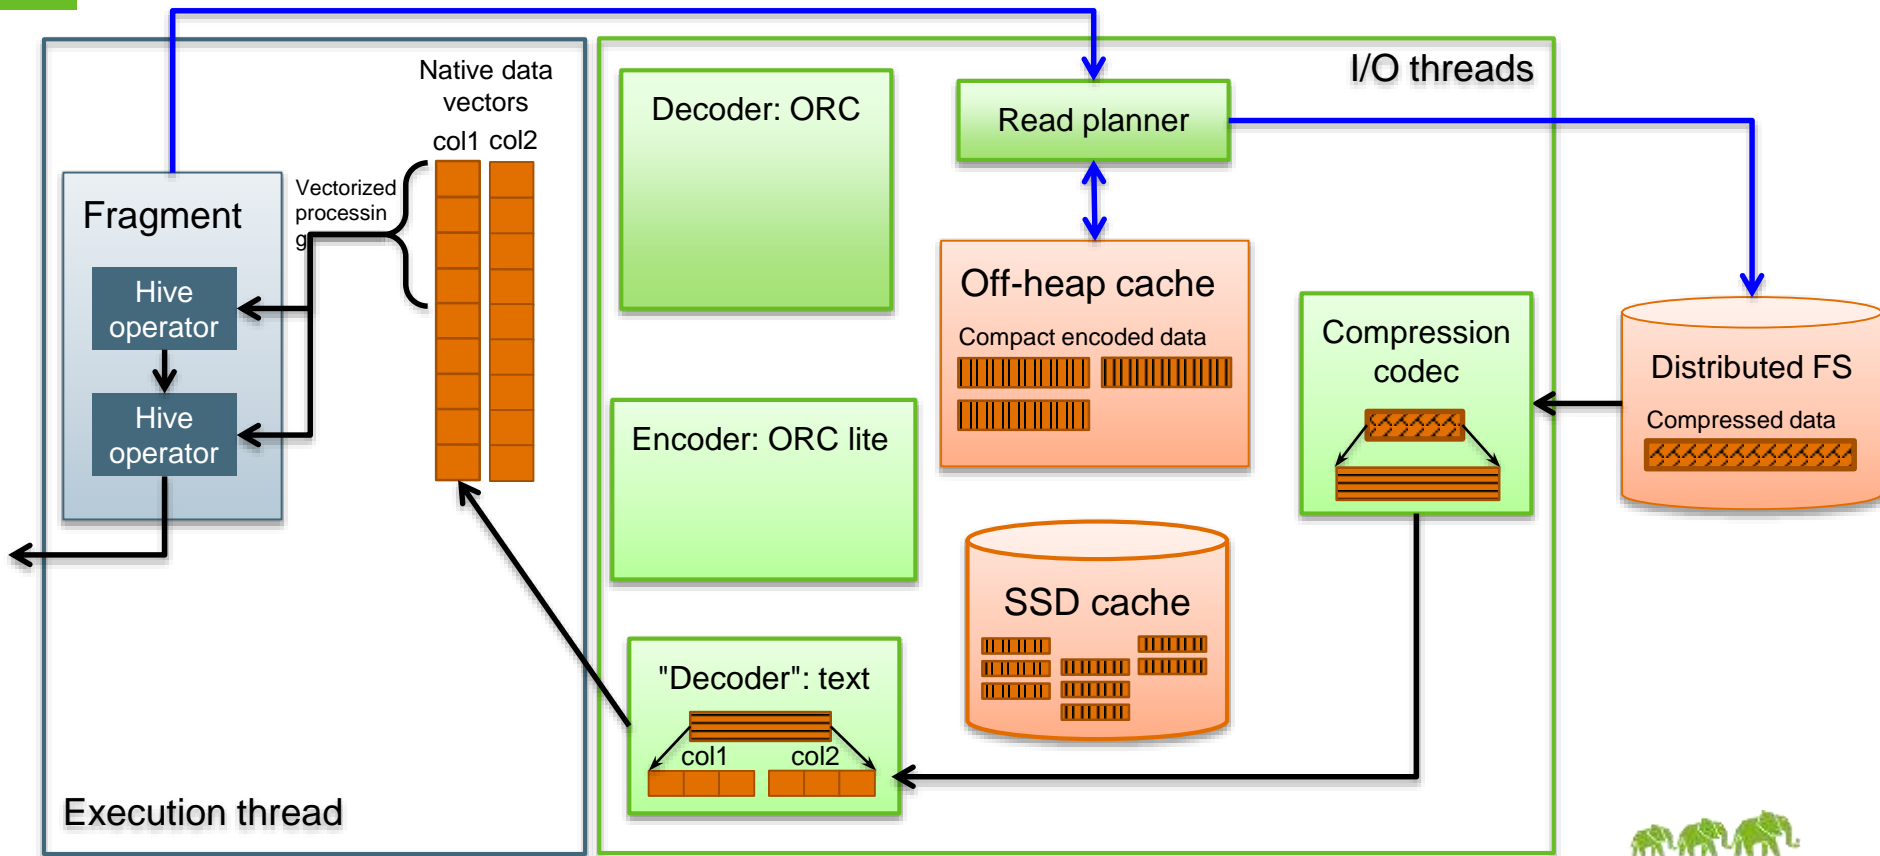 I/O threads
Native data
vectors
col1 col2
Decoder: ORC
Read planner
Vectorized
processin
g
Fragment
Hive
operator
Hive
operator
Off-heap cache
Compact encoded data
Compression
codec
Distributed FS
Compressed data
Encoder: ORC lite
SSD cache
"Decoder": text
col1 col2
Execution thread